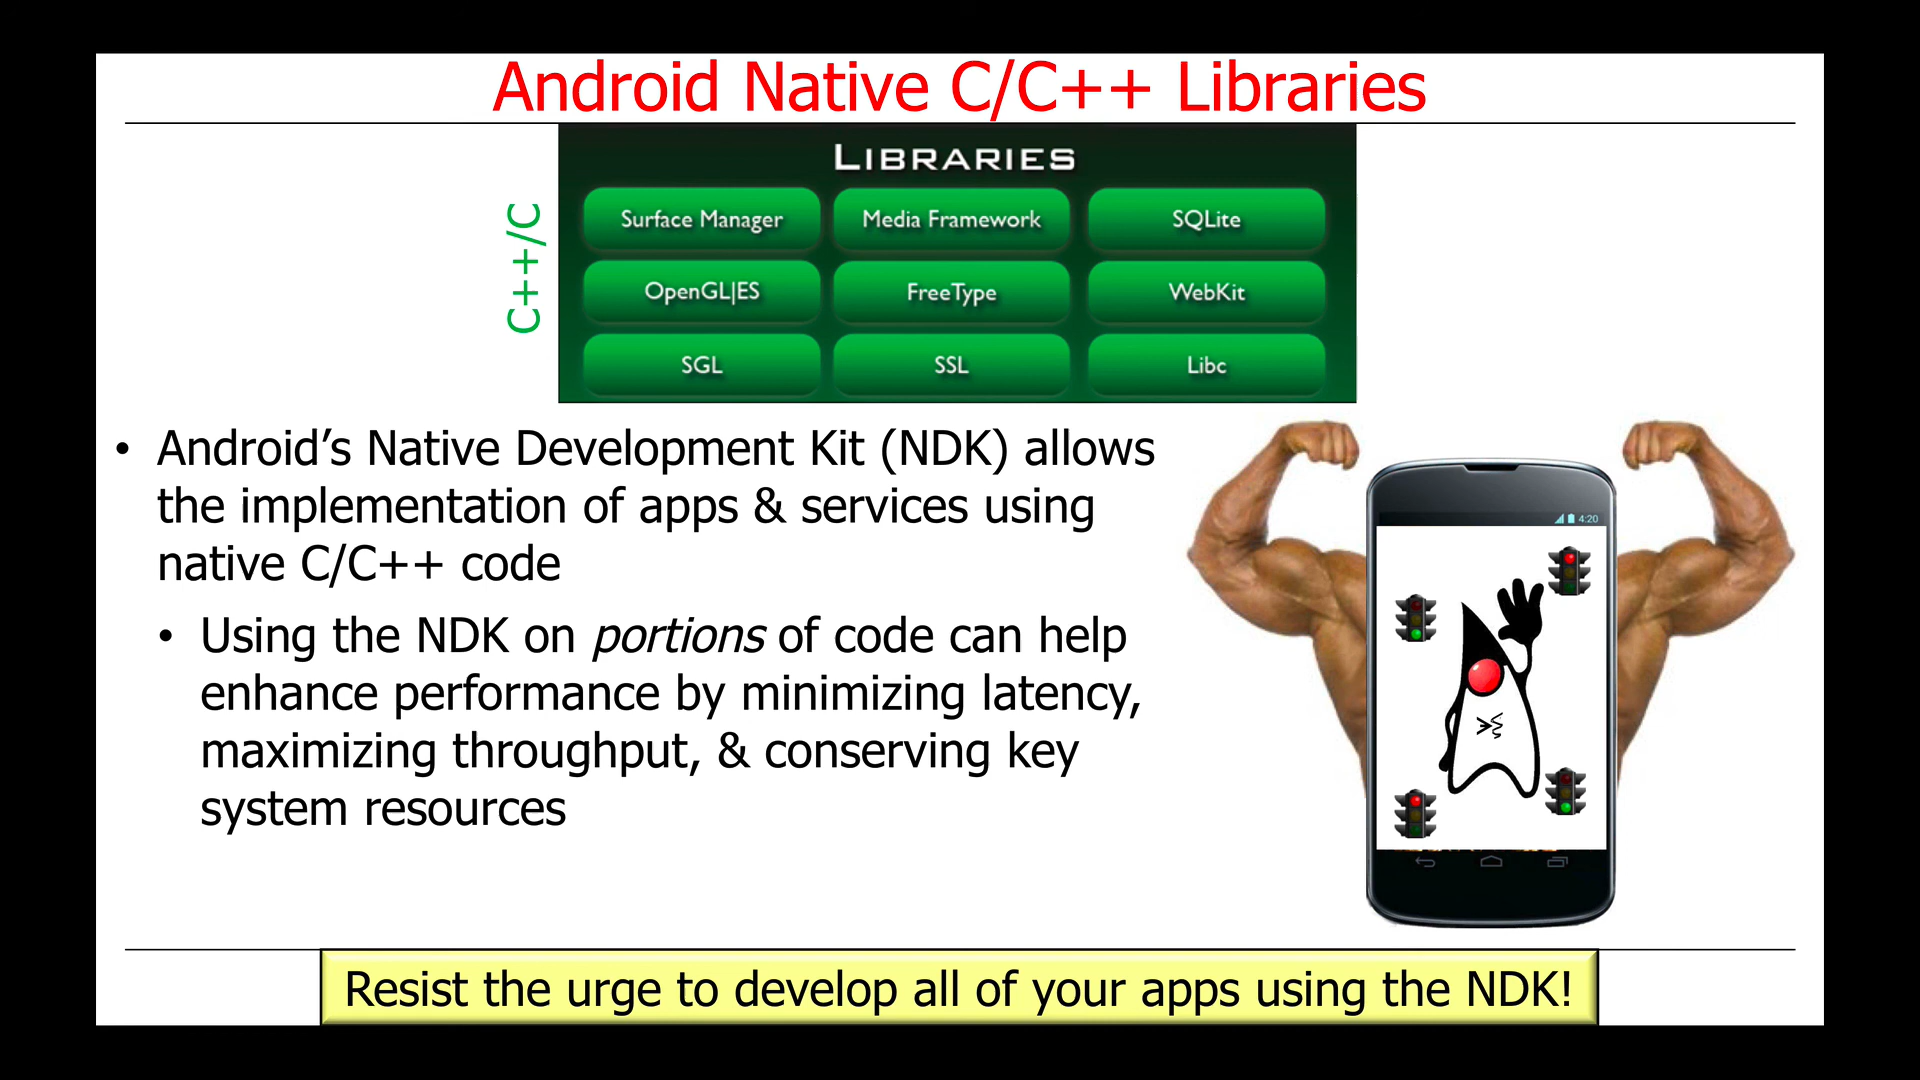 Android Native C/C++ Libraries
LIBRARIES
C++/C
Surface Manager
Media Framework
SQLite
OpenGL|ES
FreeType
WebKit
SGL
SSL
Libc
• Android’s Native Development Kit (NDK) allows
the implementation of apps & services using
native C/C++ code
• Using the NDK on portions of code can help
enhance performance by minimizing latency,
maximizing throughput, & conserving key
system resources
4:20
Resist the urge to develop all of your apps using the NDK!